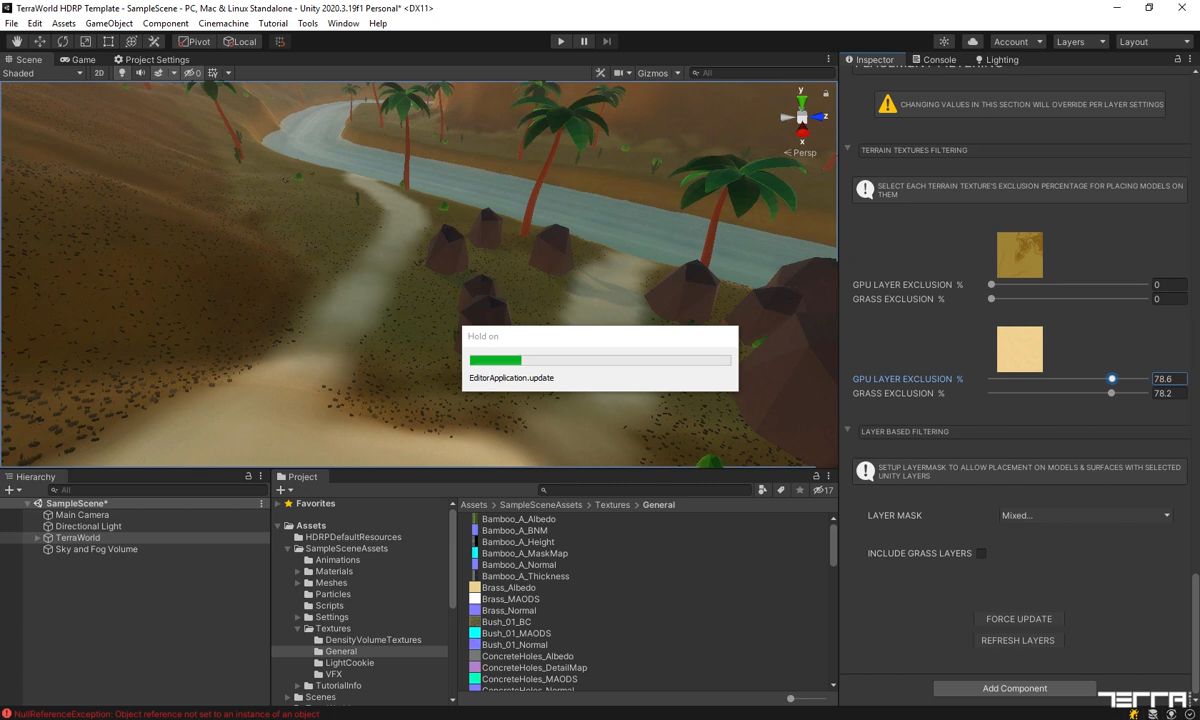 TerraWorld HDRP Template - SampleScene - PC, Mac & Linux Standalone - Unity 2020.3.19f1 Personal* <DX11>
File Edit Assets GameObject Component Cinemachine Tutorial Tools Window Help
Pivot Local Account Layers Layout
Scene Game Project Settings
Shaded 2D 0 Gizmos All
y
z
x
Persp
Hold on
EditorApplication.update
Inspector Console Lighting
PLACEMENT FILTERING
CHANGING VALUES IN THIS SECTION WILL OVERRIDE PER LAYER SETTINGS
TERRAIN TEXTURES FILTERING
SELECT EACH TERRAIN TEXTURE'S EXCLUSION PERCENTAGE FOR PLACING MODELS ON
THEM
GPU LAYER EXCLUSION % 0
GRASS EXCLUSION % 0
GPU LAYER EXCLUSION % 78.6
GRASS EXCLUSION % 78.2
LAYER BASED FILTERING
SETUP LAYERMASK TO ALLOW PLACEMENT ON MODELS & SURFACES WITH SELECTED
UNITY LAYERS
LAYER MASK Mixed...
INCLUDE GRASS LAYERS
FORCE UPDATE
REFRESH LAYERS
Add Component
TERRA
Hierarchy
All
SampleScene*
Main Camera
Directional Light
TerraWorld
Sky and Fog Volume
Project
17
Favorites
Assets
HDRPDefaultResources
SampleSceneAssets
Animations
Materials
Meshes
Particles
Scripts
Settings
Textures
DensityVolumeTextures
General
LightCookie
VFX
TutorialInfo
Scenes
Assets > SampleSceneAssets > Textures > General
Bamboo_A_Albedo
Bamboo_A_BNM
Bamboo_A_Height
Bamboo_A_MaskMap
Bamboo_A_Normal
Bamboo_A_Thickness
Brass_Albedo
Brass_MAODS
Brass_Normal
Bush_01_BC
Bush_01_MAODS
Bush_01_Normal
ConcreteHoles_Albedo
ConcreteHoles_DetailMap
ConcreteHoles_MAODS
ConcreteHoles_Normal
NullReferenceException: Object reference not set to an instance of an object